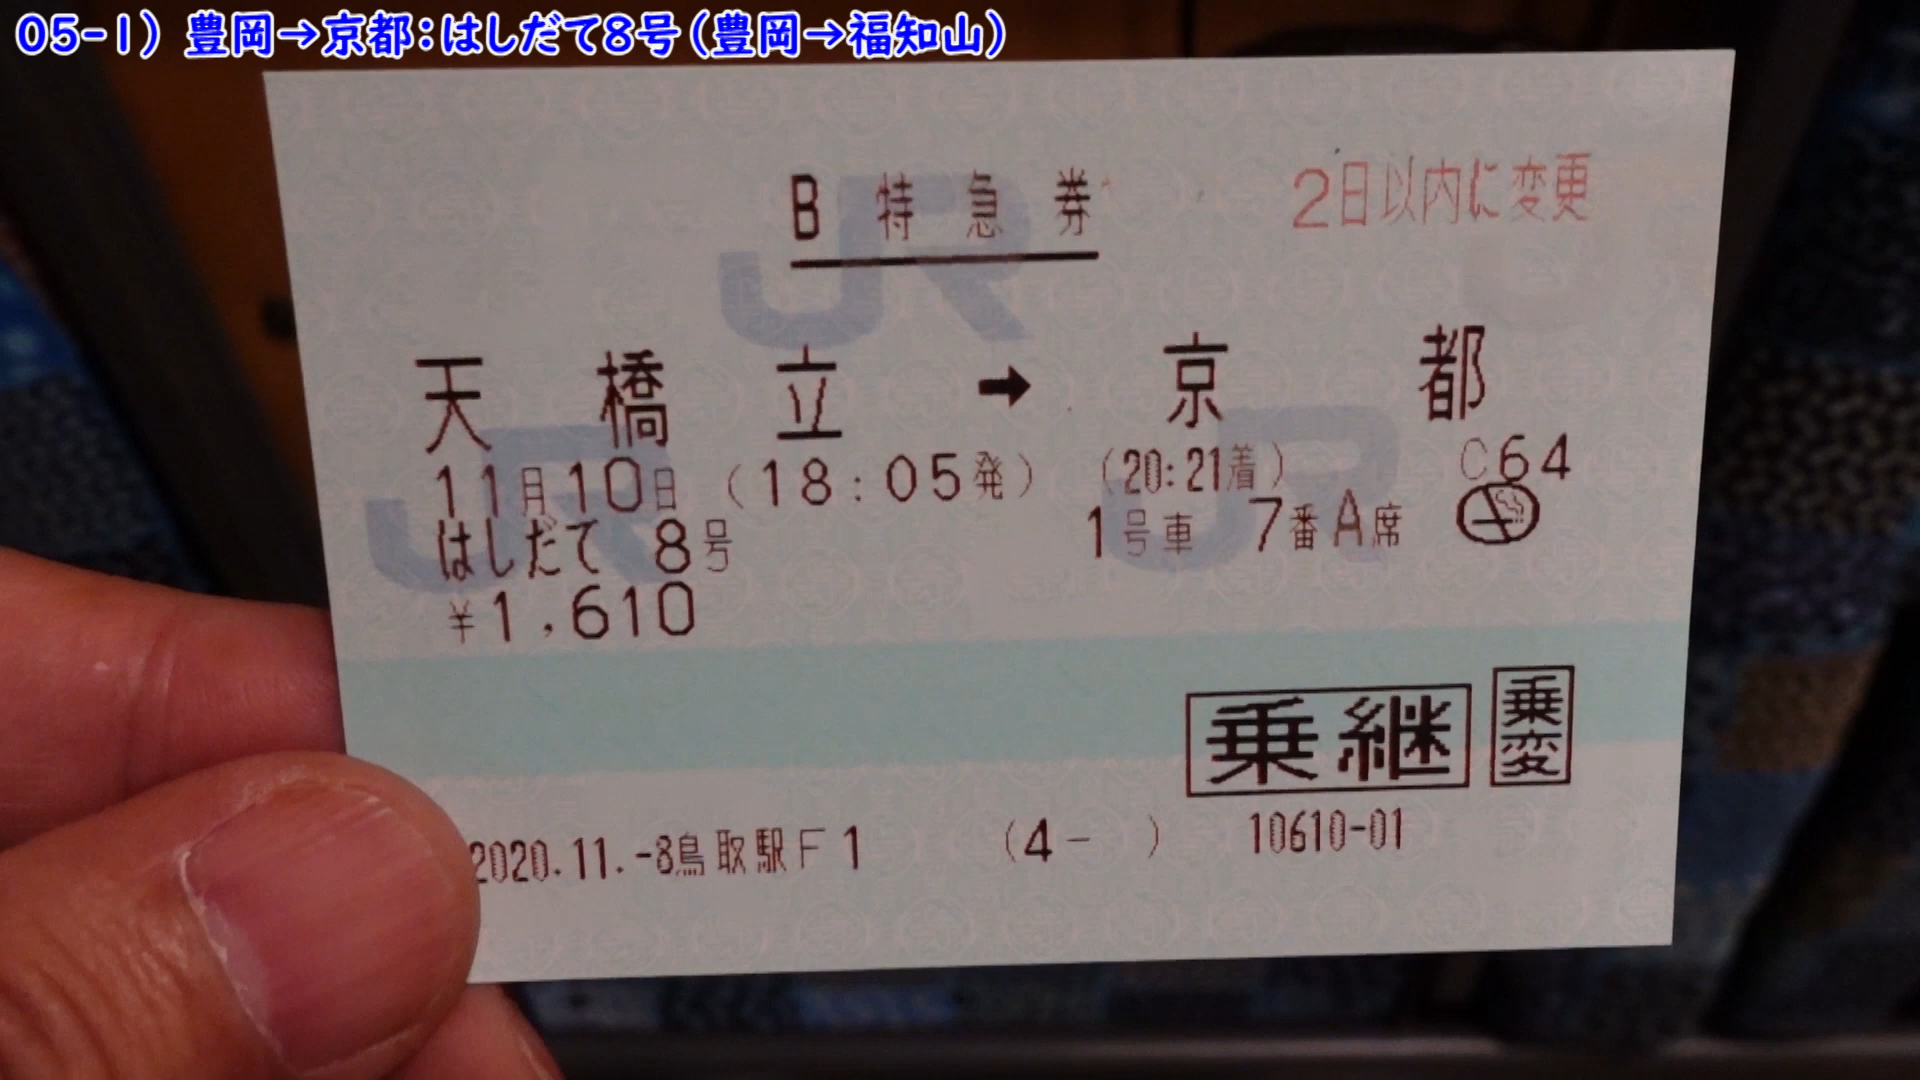 05-1) 豊岡→京都:はしだて8号(豊岡→福知山)
B 特 急 券 2日以内に変更
天 橋 立 → 京 都
11月10日 (18:05発) (20:21着) C64
はしだて 8号 1号車 7番A席
¥1,610
乗継 乗変
2020.11.-8鳥取駅F1 (4- ) 10610-01
JR
JR
JR